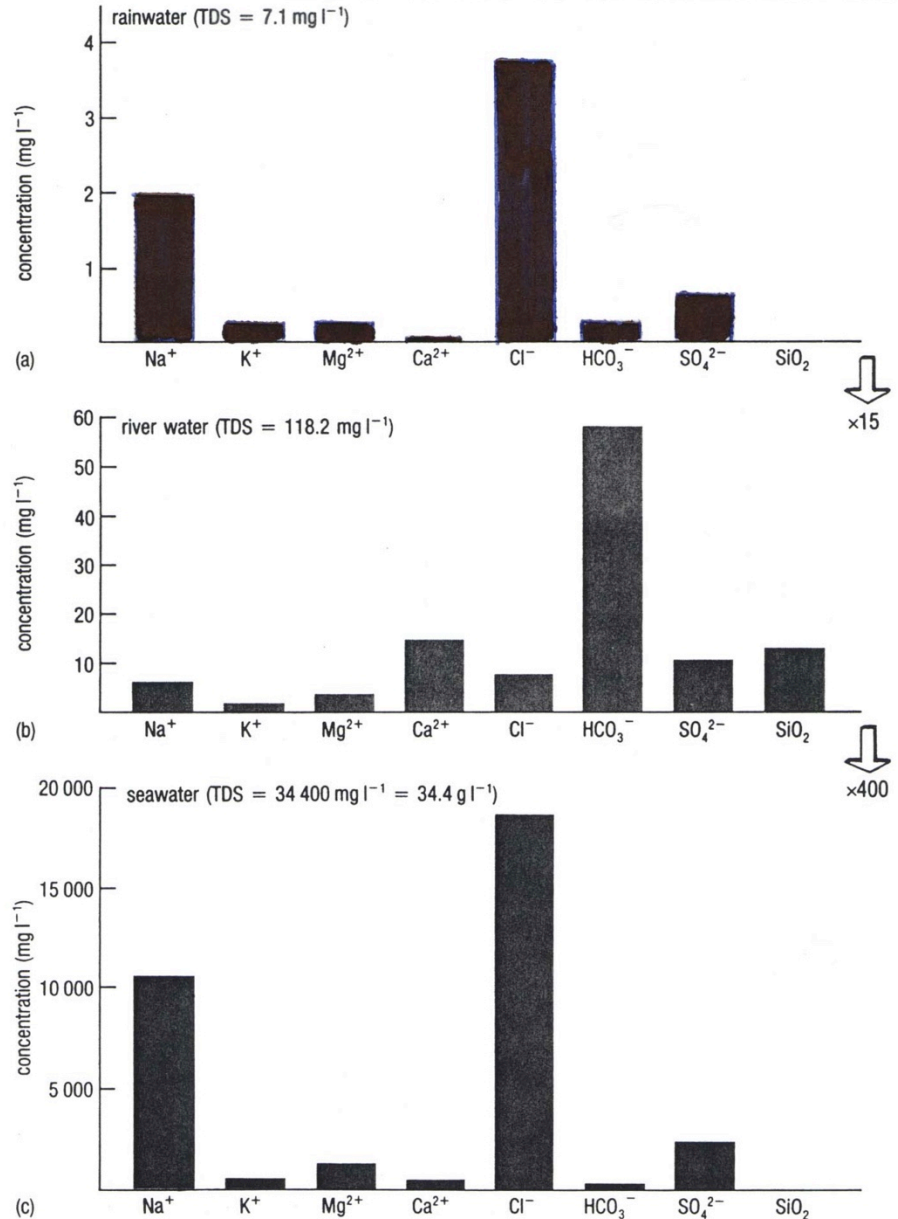 rainwater (TDS = 7.1 mg l⁻¹)
concentration (mg l⁻¹)
4
3
2
1
(a) Na⁺ K⁺ Mg²⁺ Ca²⁺ Cl⁻ HCO₃⁻ SO₄²⁻ SiO₂
×15
river water (TDS = 118.2 mg l⁻¹)
concentration (mg l⁻¹)
60
50
40
30
20
10
(b) Na⁺ K⁺ Mg²⁺ Ca²⁺ Cl⁻ HCO₃⁻ SO₄²⁻ SiO₂
×400
seawater (TDS = 34 400 mg l⁻¹ = 34.4 g l⁻¹)
concentration (mg l⁻¹)
20 000
15 000
10 000
5 000
(c) Na⁺ K⁺ Mg²⁺ Ca²⁺ Cl⁻ HCO₃⁻ SO₄²⁻ SiO₂